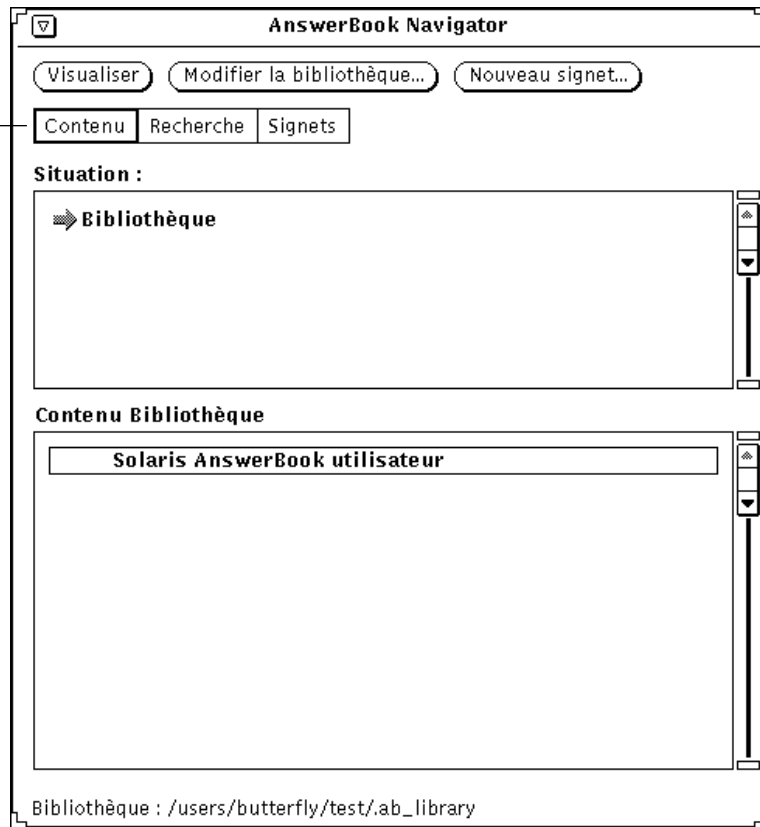 AnswerBook Navigator
Visualiser Modifier la bibliothèque... Nouveau signet...
Contenu Recherche Signets
Situation :
Bibliothèque
Contenu Bibliothèque
Solaris AnswerBook utilisateur
Bibliothèque : /users/butterfly/test/.ab_library